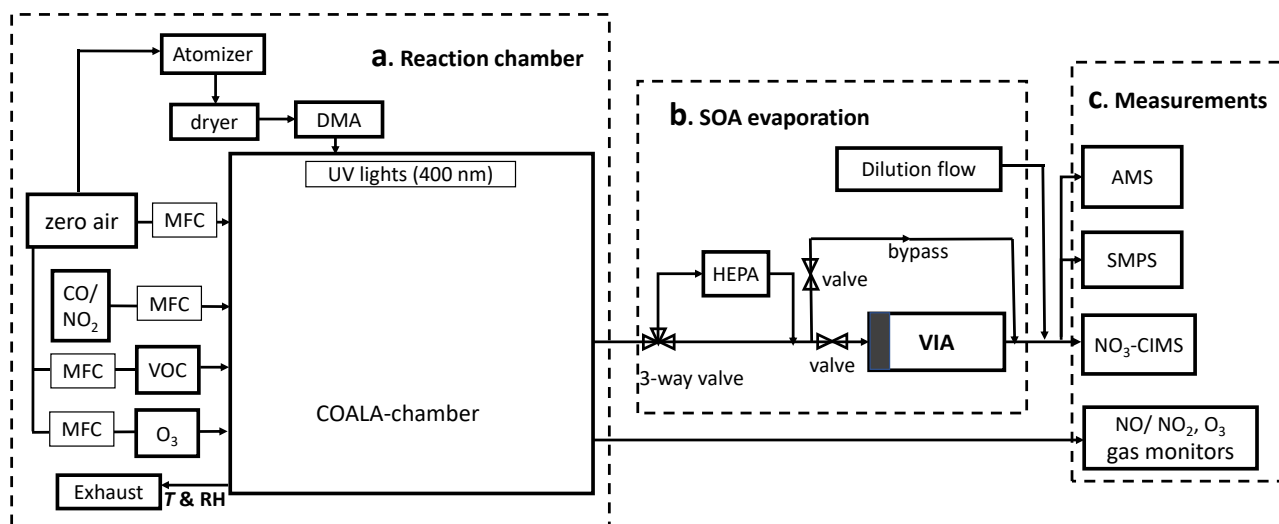 a. Reaction chamber
Atomizer
dryer
DMA
UV lights (400 nm)
zero air
MFC
CO/
NO2
MFC
MFC
VOC
MFC
O3
COALA-chamber
Exhaust
T & RH
b. SOA evaporation
Dilution flow
HEPA
bypass
valve
VIA
valve
3-way valve
c. Measurements
AMS
SMPS
NO3-CIMS
NO/ NO2, O3
gas monitors